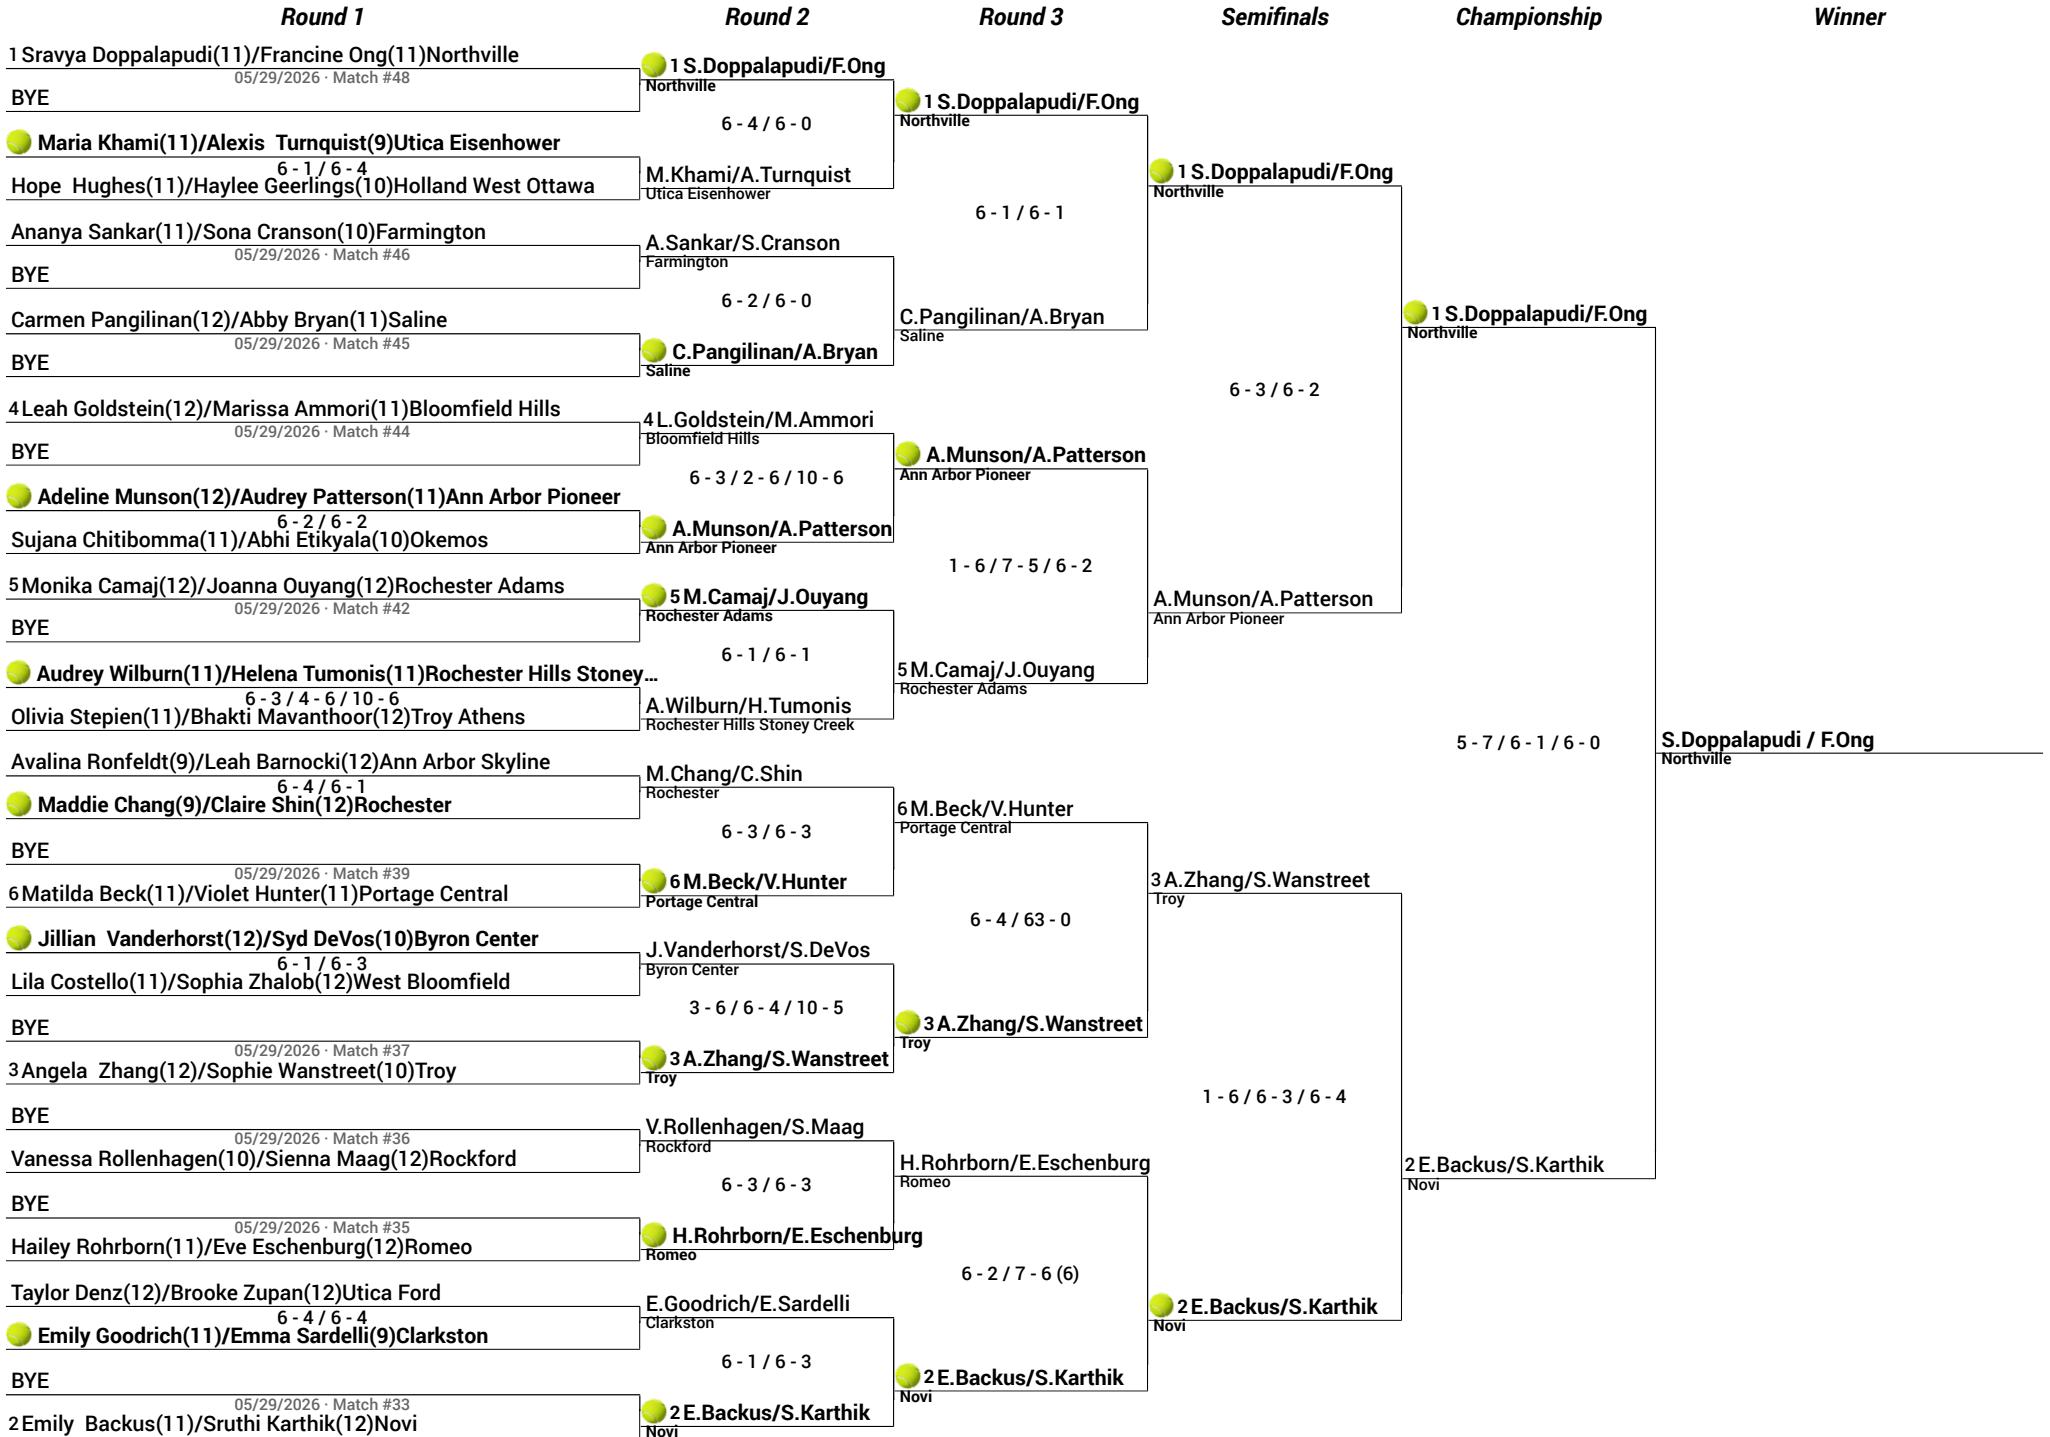 Round 1
Round 2
Round 3
Semifinals
Championship
Winner
1 Sravya Doppalapudi(11)/Francine Ong(11)Northville
05/29/2026 · Match #48
BYE
Maria Khami(11)/Alexis  Turnquist(9)Utica Eisenhower
6 - 1 / 6 - 4
Hope  Hughes(11)/Haylee Geerlings(10)Holland West Ottawa
Ananya Sankar(11)/Sona Cranson(10)Farmington
05/29/2026 · Match #46
BYE
Carmen Pangilinan(12)/Abby Bryan(11)Saline
05/29/2026 · Match #45
BYE
4 Leah Goldstein(12)/Marissa Ammori(11)Bloomfield Hills
05/29/2026 · Match #44
BYE
Adeline Munson(12)/Audrey Patterson(11)Ann Arbor Pioneer
6 - 2 / 6 - 2
Sujana Chitibomma(11)/Abhi Etikyala(10)Okemos
5 Monika Camaj(12)/Joanna Ouyang(12)Rochester Adams
05/29/2026 · Match #42
BYE
Audrey Wilburn(11)/Helena Tumonis(11)Rochester Hills Stoney...
6 - 3 / 4 - 6 / 10 - 6
Olivia Stepien(11)/Bhakti Mavanthoor(12)Troy Athens
Avalina Ronfeldt(9)/Leah Barnocki(12)Ann Arbor Skyline
6 - 4 / 6 - 1
Maddie Chang(9)/Claire Shin(12)Rochester
BYE
05/29/2026 · Match #39
6 Matilda Beck(11)/Violet Hunter(11)Portage Central
Jillian  Vanderhorst(12)/Syd DeVos(10)Byron Center
6 - 1 / 6 - 3
Lila Costello(11)/Sophia Zhalob(12)West Bloomfield
BYE
05/29/2026 · Match #37
3 Angela  Zhang(12)/Sophie Wanstreet(10)Troy
BYE
05/29/2026 · Match #36
Vanessa Rollenhagen(10)/Sienna Maag(12)Rockford
BYE
05/29/2026 · Match #35
Hailey Rohrborn(11)/Eve Eschenburg(12)Romeo
Taylor Denz(12)/Brooke Zupan(12)Utica Ford
6 - 4 / 6 - 4
Emily Goodrich(11)/Emma Sardelli(9)Clarkston
BYE
05/29/2026 · Match #33
2 Emily  Backus(11)/Sruthi Karthik(12)Novi
1 S.Doppalapudi/F.Ong
Northville
6 - 4 / 6 - 0
M.Khami/A.Turnquist
Utica Eisenhower
A.Sankar/S.Cranson
Farmington
6 - 2 / 6 - 0
C.Pangilinan/A.Bryan
Saline
4 L.Goldstein/M.Ammori
Bloomfield Hills
6 - 3 / 2 - 6 / 10 - 6
A.Munson/A.Patterson
Ann Arbor Pioneer
5 M.Camaj/J.Ouyang
Rochester Adams
6 - 1 / 6 - 1
A.Wilburn/H.Tumonis
Rochester Hills Stoney Creek
M.Chang/C.Shin
Rochester
6 - 3 / 6 - 3
6 M.Beck/V.Hunter
Portage Central
J.Vanderhorst/S.DeVos
Byron Center
3 - 6 / 6 - 4 / 10 - 5
3 A.Zhang/S.Wanstreet
Troy
V.Rollenhagen/S.Maag
Rockford
6 - 3 / 6 - 3
H.Rohrborn/E.Eschenburg
Romeo
E.Goodrich/E.Sardelli
Clarkston
6 - 1 / 6 - 3
2 E.Backus/S.Karthik
Novi
1 S.Doppalapudi/F.Ong
Northville
6 - 1 / 6 - 1
C.Pangilinan/A.Bryan
Saline
A.Munson/A.Patterson
Ann Arbor Pioneer
1 - 6 / 7 - 5 / 6 - 2
5 M.Camaj/J.Ouyang
Rochester Adams
6 M.Beck/V.Hunter
Portage Central
6 - 4 / 63 - 0
3 A.Zhang/S.Wanstreet
Troy
H.Rohrborn/E.Eschenburg
Romeo
6 - 2 / 7 - 6 (6)
2 E.Backus/S.Karthik
Novi
1 S.Doppalapudi/F.Ong
Northville
6 - 3 / 6 - 2
A.Munson/A.Patterson
Ann Arbor Pioneer
3 A.Zhang/S.Wanstreet
Troy
1 - 6 / 6 - 3 / 6 - 4
2 E.Backus/S.Karthik
Novi
1 S.Doppalapudi/F.Ong
Northville
5 - 7 / 6 - 1 / 6 - 0
2 E.Backus/S.Karthik
Novi
S.Doppalapudi / F.Ong
Northville